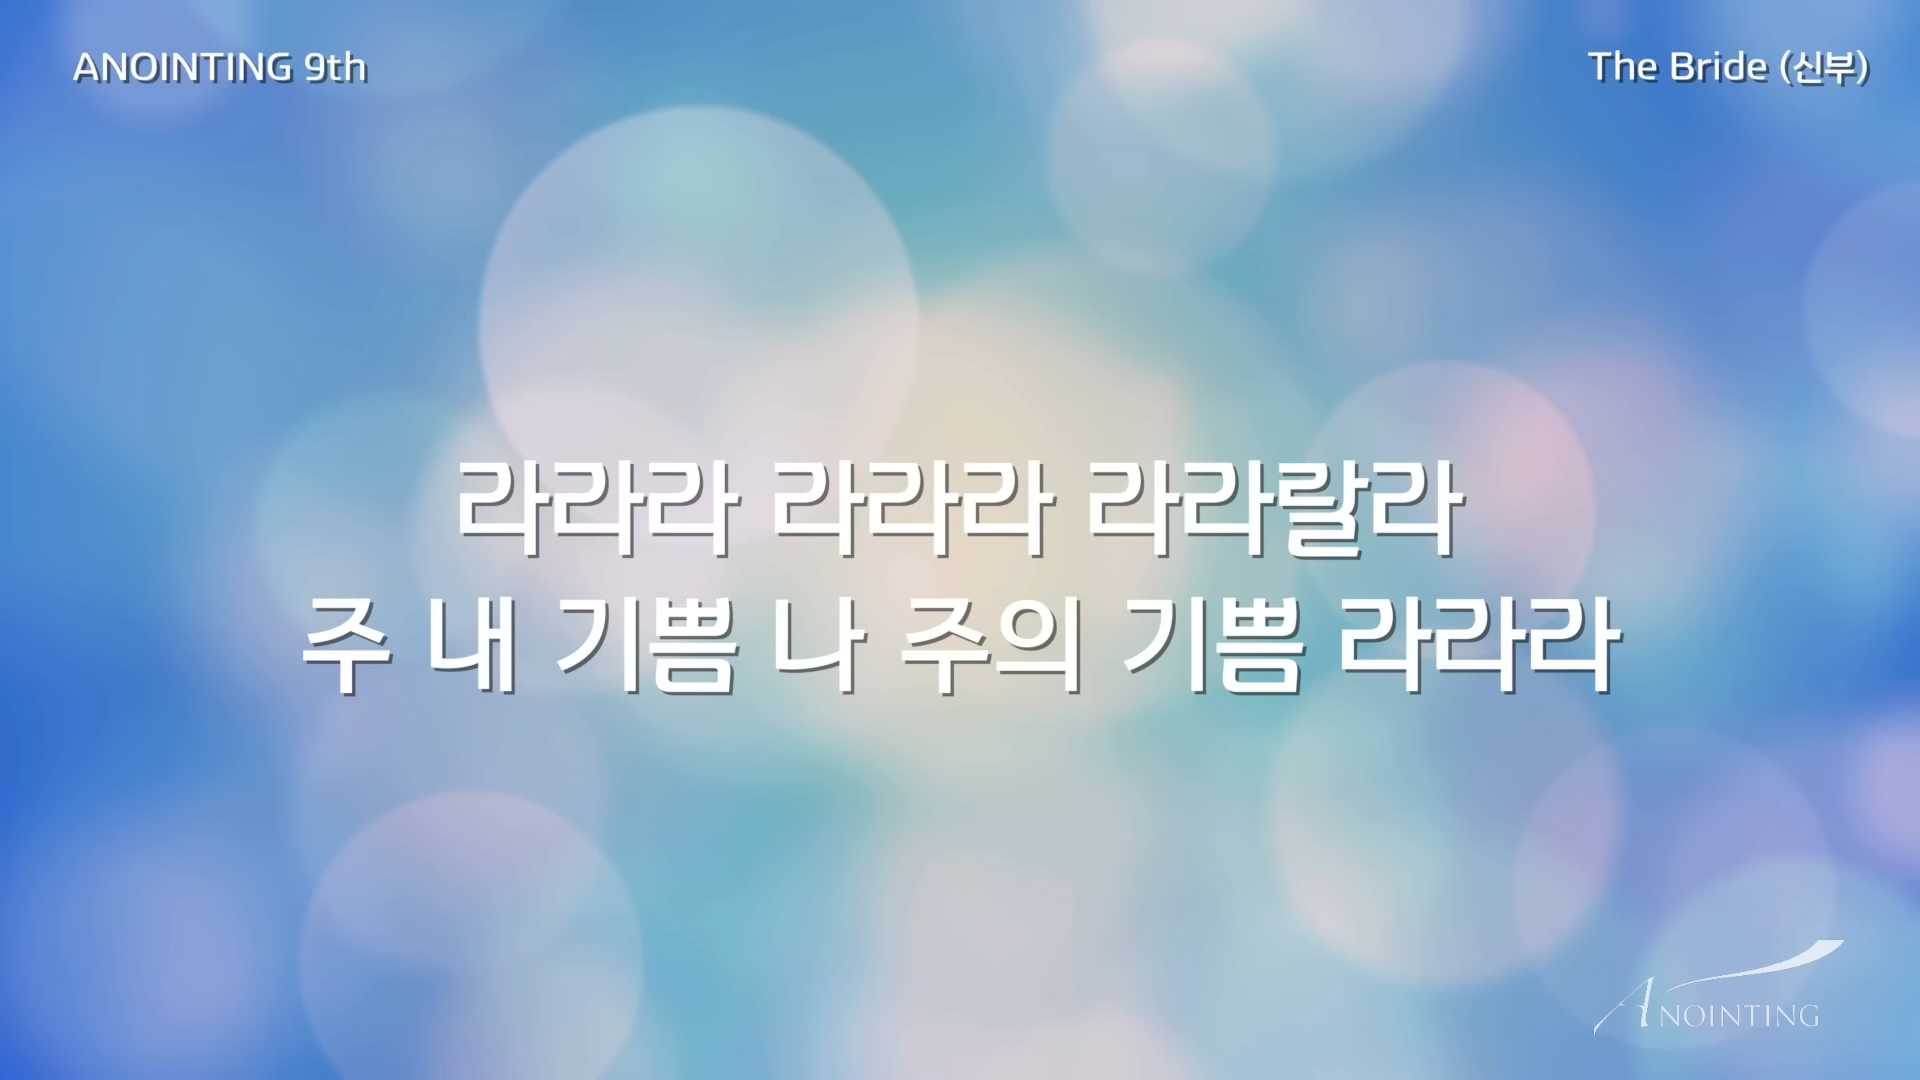 ANOINTING 9th
The Bride (신부)
라라라 라라라 라라랄라
주 내 기쁨 나 주의 기쁨 라라라
ANOINTING